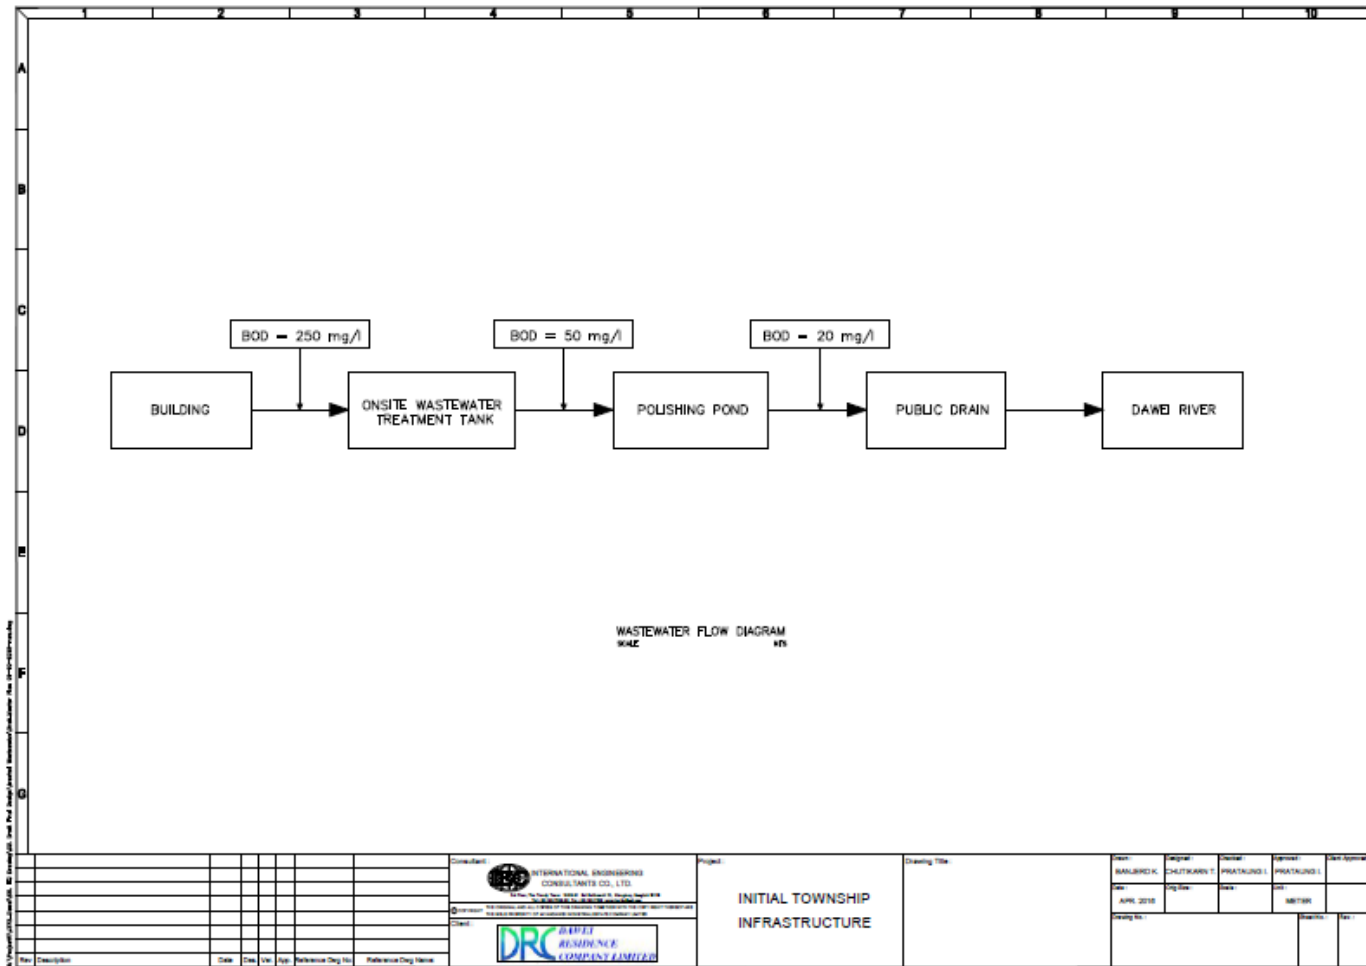 1 2 3 4 5 6 7 8 9 10
A
B
C
D
E
F
G
BOD = 250 mg/l
BOD = 50 mg/l
BOD = 20 mg/l
BUILDING
ONSITE WASTEWATER
TREATMENT TANK
POLISHING POND
PUBLIC DRAIN
DAWEI RIVER
WASTEWATER FLOW DIAGRAM
SCALE NTS
Rev Description Date Des. Ver. App. Reference Dwg No. Reference Dwg Name
Consultant :
INTERNATIONAL ENGINEERING
CONSULTANTS CO., LTD.
Client :
DRC
DAWEI
RESIDENCE
COMPANY LIMITED
Project :
INITIAL TOWNSHIP
INFRASTRUCTURE
Drawing Title :
Drawn : Designed : Checked : Approved : Client Approval
BANJERD K. CHUTIKARN T. PRATAUNG I. PRATAUNG I.
Date : Scale : Unit :
METER
Drawing No. : Sheet No. : Rev. :